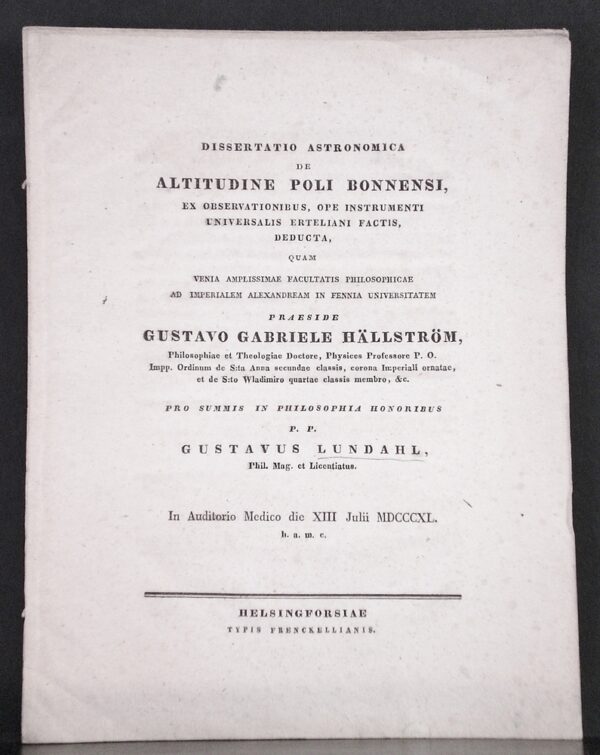 DISSERTATIO ASTRONOMICA
DE
ALTITUDINE POLI BONNENSI,
EX OBSERVATIONIBUS, OPE INSTRUMENTI
UNIVERSALIS ERTELIANI FACTIS,
DEDUCTA,
QUAM
VENIA AMPLISSIMAE FACULTATIS PHILOSOPHICAE
AD IMPERIALEM ALEXANDREAM IN FENNIA UNIVERSITATEM
PRAESIDE
GUSTAVO GABRIELE HÄLLSTRÖM,
Philosophiae et Theologiae Doctore, Physices Professore P. O.
Impp. Ordinum de S:ta Anna secundae classis, corona Imperiali ornatae,
et de S:to Wladimiro quartae classis membro, &c.
PRO SUMMIS IN PHILOSOPHIA HONORIBUS
P. P.
GUSTAVUS LUNDAHL,
Phil. Mag. et Licentiatus.
In Auditorio Medico die XIII Julii MDCCCXL.
h. a. m. c.
HELSINGFORSIAE
TYPIS FRENCKELLIANIS.